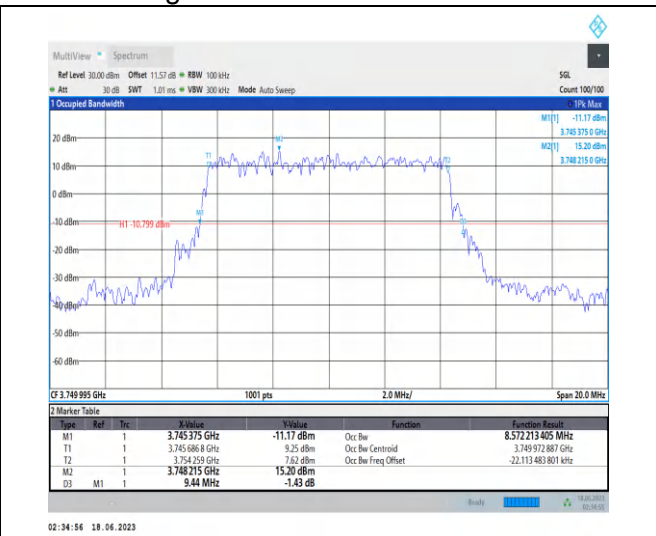 MultiView Spectrum
Ref Level 30.00 dBm Offset 11.57 dB RBW 100 kHz SGL
Att 30 dB SWT 1.01 ms VBW 300 kHz Mode Auto Sweep Count 100/100
1 Occupied Bandwidth 1Pk Max
M1[1] -11.17 dBm
3.745 375 0 GHz
M2[1] 15.20 dBm
3.748 215 0 GHz
20 dBm
M2
T1
T2
10 dBm
0 dBm
M1
-10 dBm
H1 -10.799 dBm
D3
-20 dBm
-30 dBm
-40 dBm
-50 dBm
-60 dBm
CF 3.749 995 GHz 1001 pts 2.0 MHz/ Span 20.0 MHz
2 Marker Table
Type Ref Trc X-Value Y-Value Function Function Result
M1 1 3.745 375 GHz -11.17 dBm Occ Bw 8.572 213 405 MHz
T1 1 3.745 686 8 GHz 9.25 dBm Occ Bw Centroid 3.749 972 887 GHz
T2 1 3.754 259 GHz 7.62 dBm Occ Bw Freq Offset -22.113 483 801 kHz
M2 1 3.748 215 GHz 15.20 dBm
D3 M1 1 9.44 MHz -1.43 dB
Ready 18.06.2023
02:34:56 18.06.2023